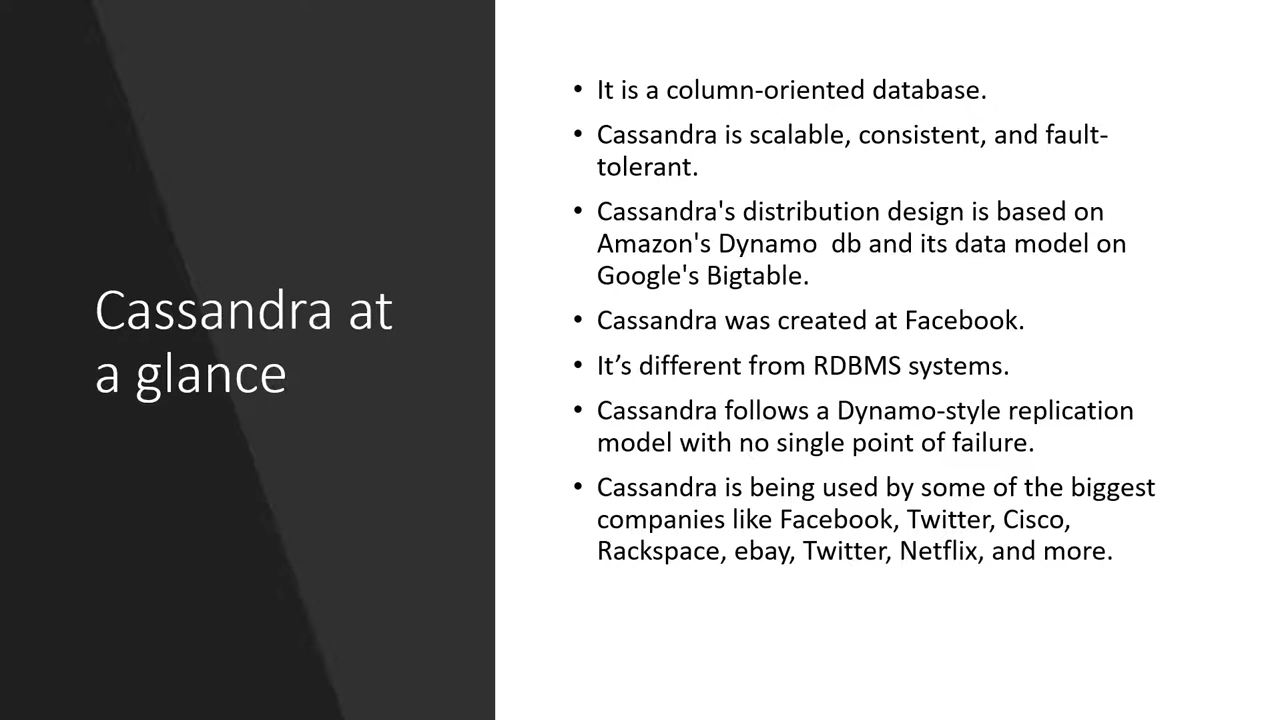 Cassandra at
a glance
• It is a column-oriented database.
• Cassandra is scalable, consistent, and fault-
tolerant.
• Cassandra's distribution design is based on
Amazon's Dynamo  db and its data model on
Google's Bigtable.
• Cassandra was created at Facebook.
• It’s different from RDBMS systems.
• Cassandra follows a Dynamo-style replication
model with no single point of failure.
• Cassandra is being used by some of the biggest
companies like Facebook, Twitter, Cisco,
Rackspace, ebay, Twitter, Netflix, and more.